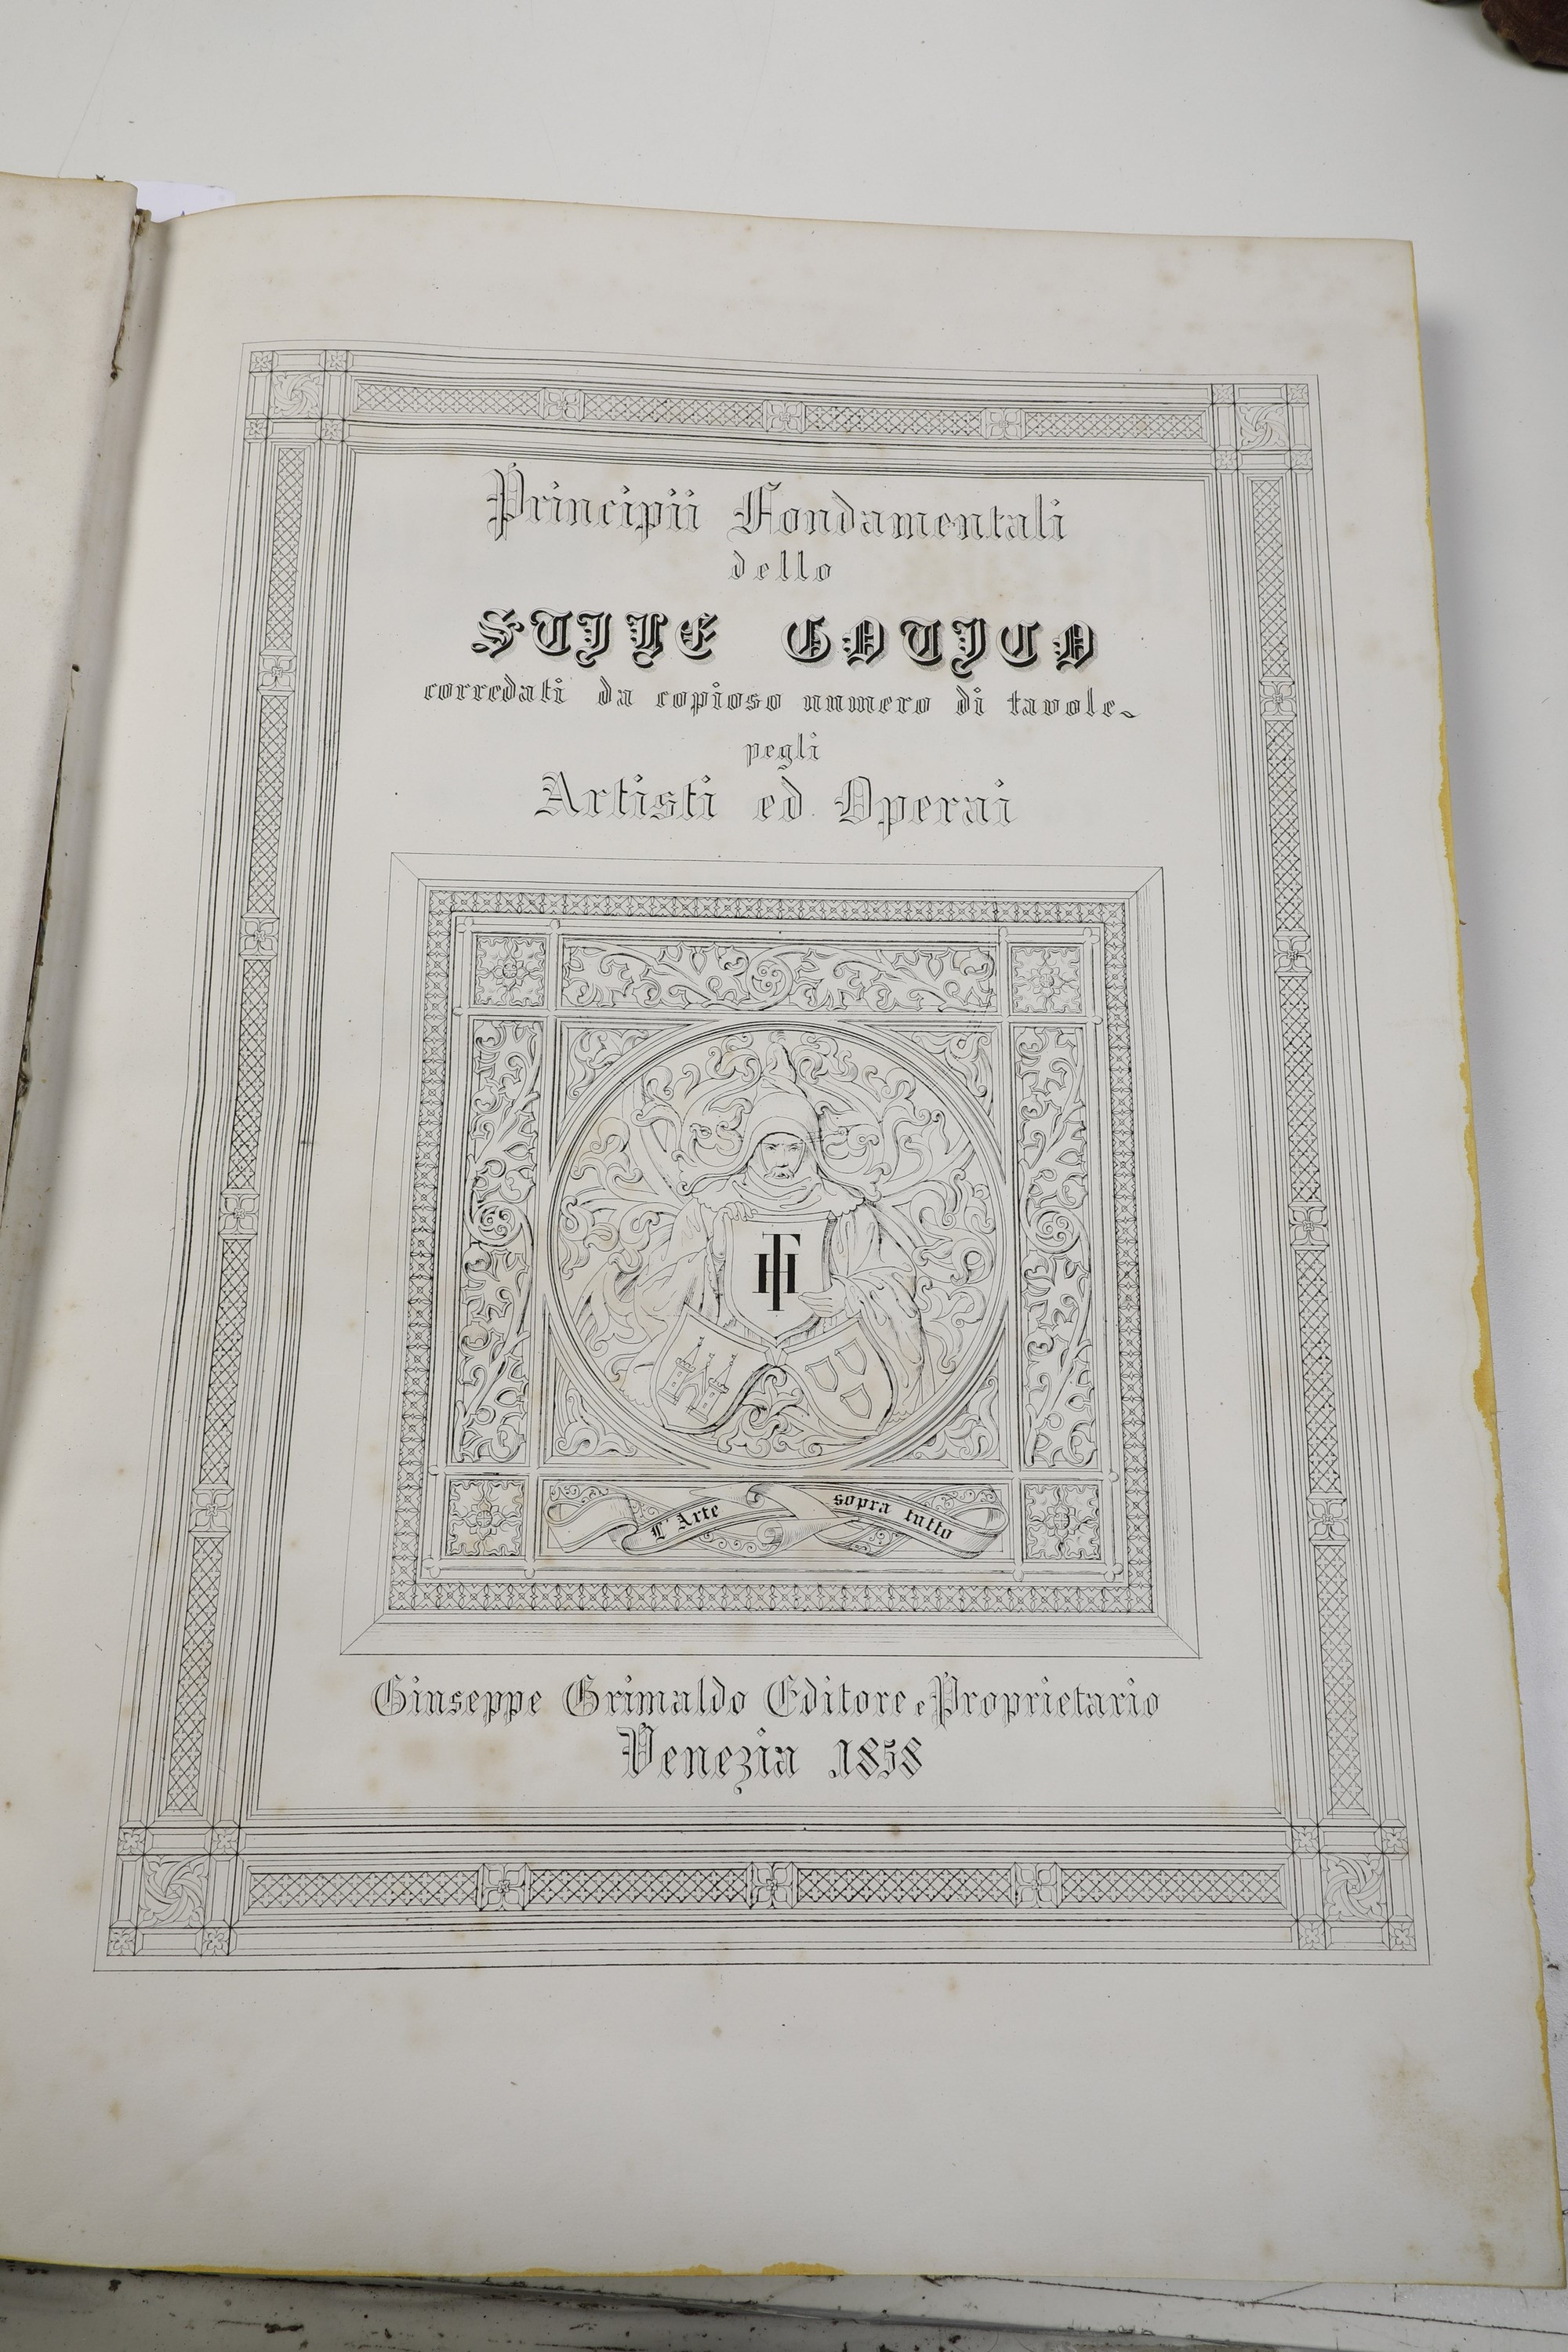 Principii Fondamentali
dello
STILE GOTICO
corredati da copioso numero di tavole
pegli
Artisti ed Operai
L'Arte sopra tutto
Giuseppe Grimaldo Editore e Proprietario
Venezia 1858